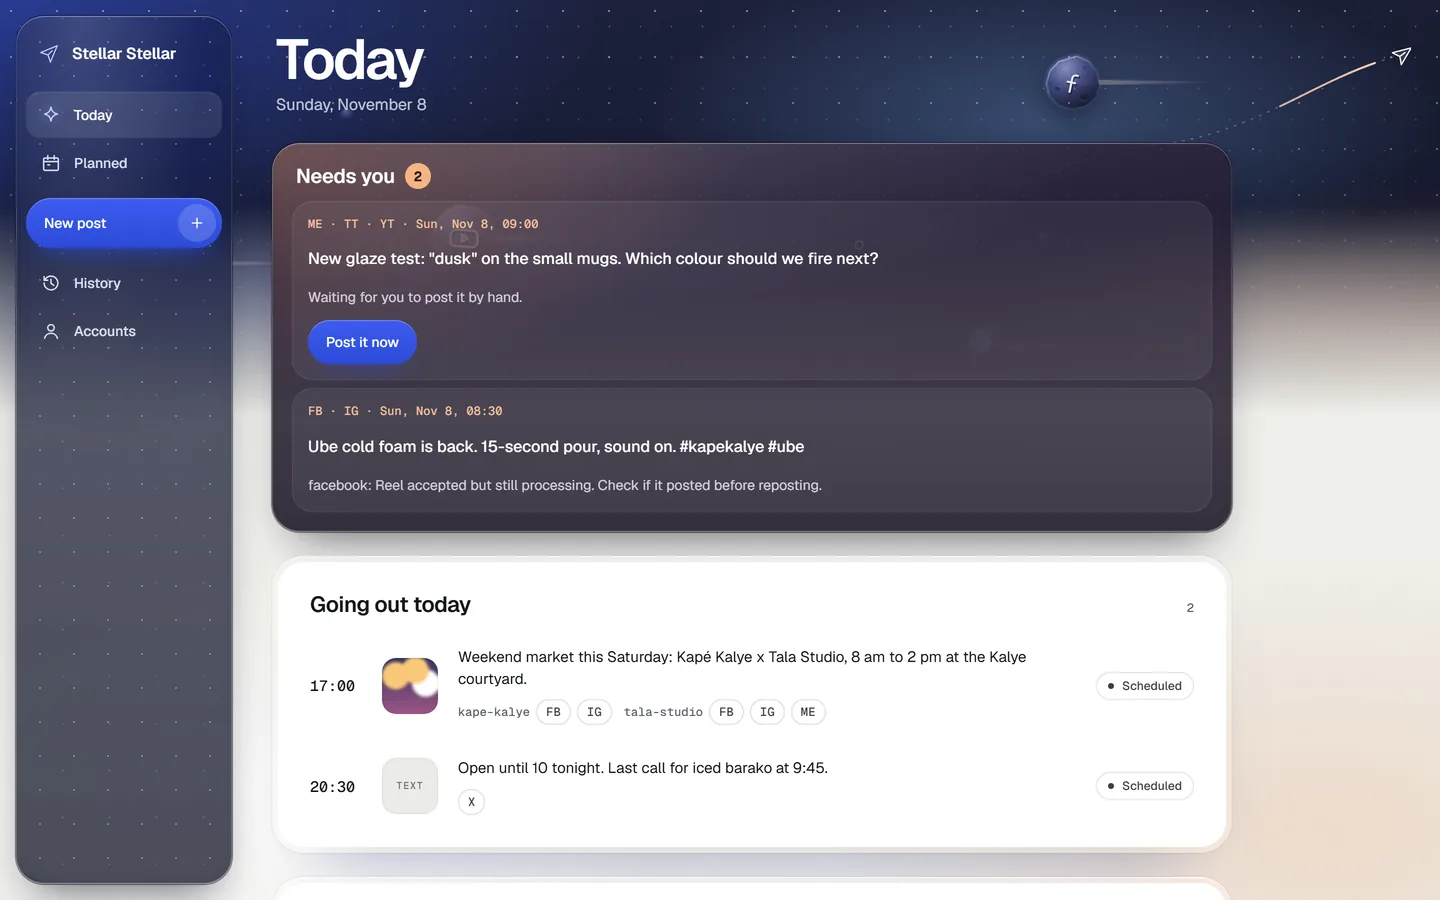 Stellar Stellar
Today
Planned
New post
History
Accounts
Today
Sunday, November 8
f
Needs you 2
ME · TT · YT · Sun, Nov 8, 09:00
New glaze test: "dusk" on the small mugs. Which colour should we fire next?
Waiting for you to post it by hand.
Post it now
FB · IG · Sun, Nov 8, 08:30
Ube cold foam is back. 15-second pour, sound on. #kapekalye #ube
facebook: Reel accepted but still processing. Check if it posted before reposting.
Going out today
2
17:00
Weekend market this Saturday: Kapé Kalye x Tala Studio, 8 am to 2 pm at the Kalye
courtyard.
kape-kalye FB IG tala-studio FB IG ME
Scheduled
20:30
TEXT
Open until 10 tonight. Last call for iced barako at 9:45.
X
Scheduled